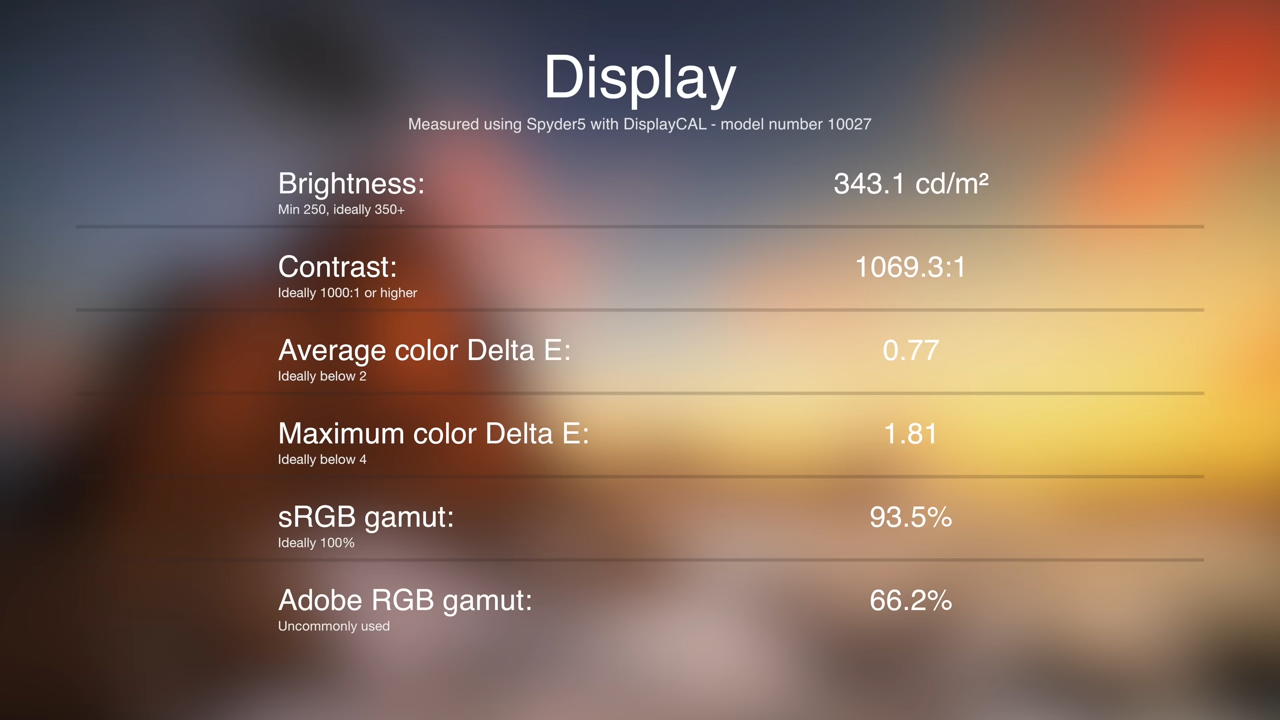 Display
Measured using Spyder5 with DisplayCAL - model number 10027
Brightness: 343.1 cd/m²
Min 250, ideally 350+
Contrast: 1069.3:1
Ideally 1000:1 or higher
Average color Delta E: 0.77
Ideally below 2
Maximum color Delta E: 1.81
Ideally below 4
sRGB gamut: 93.5%
Ideally 100%
Adobe RGB gamut: 66.2%
Uncommonly used